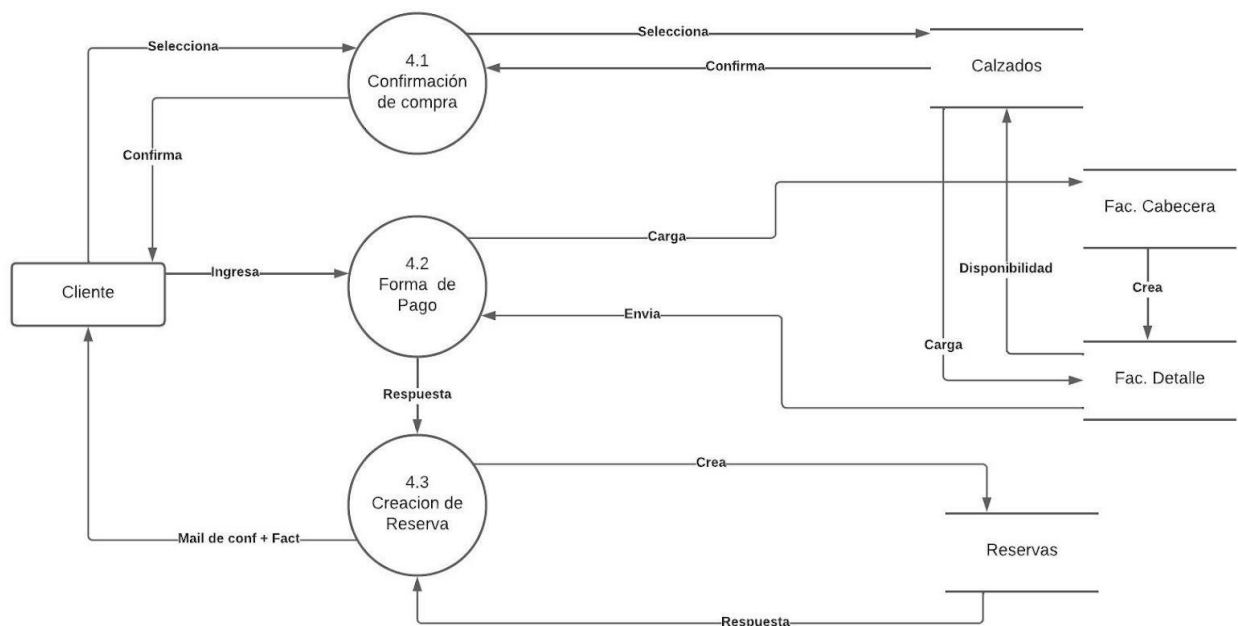 Selecciona
4.1
Confirmación
de compra
Selecciona
Confirma
Calzados
Confirma
Fac. Cabecera
Carga
Cliente
Ingresa
4.2
Forma de
Pago
Disponibilidad
Crea
Envia
Carga
Fac. Detalle
Respuesta
4.3
Creacion de
Reserva
Crea
Mail de conf + Fact
Reservas
Respuesta